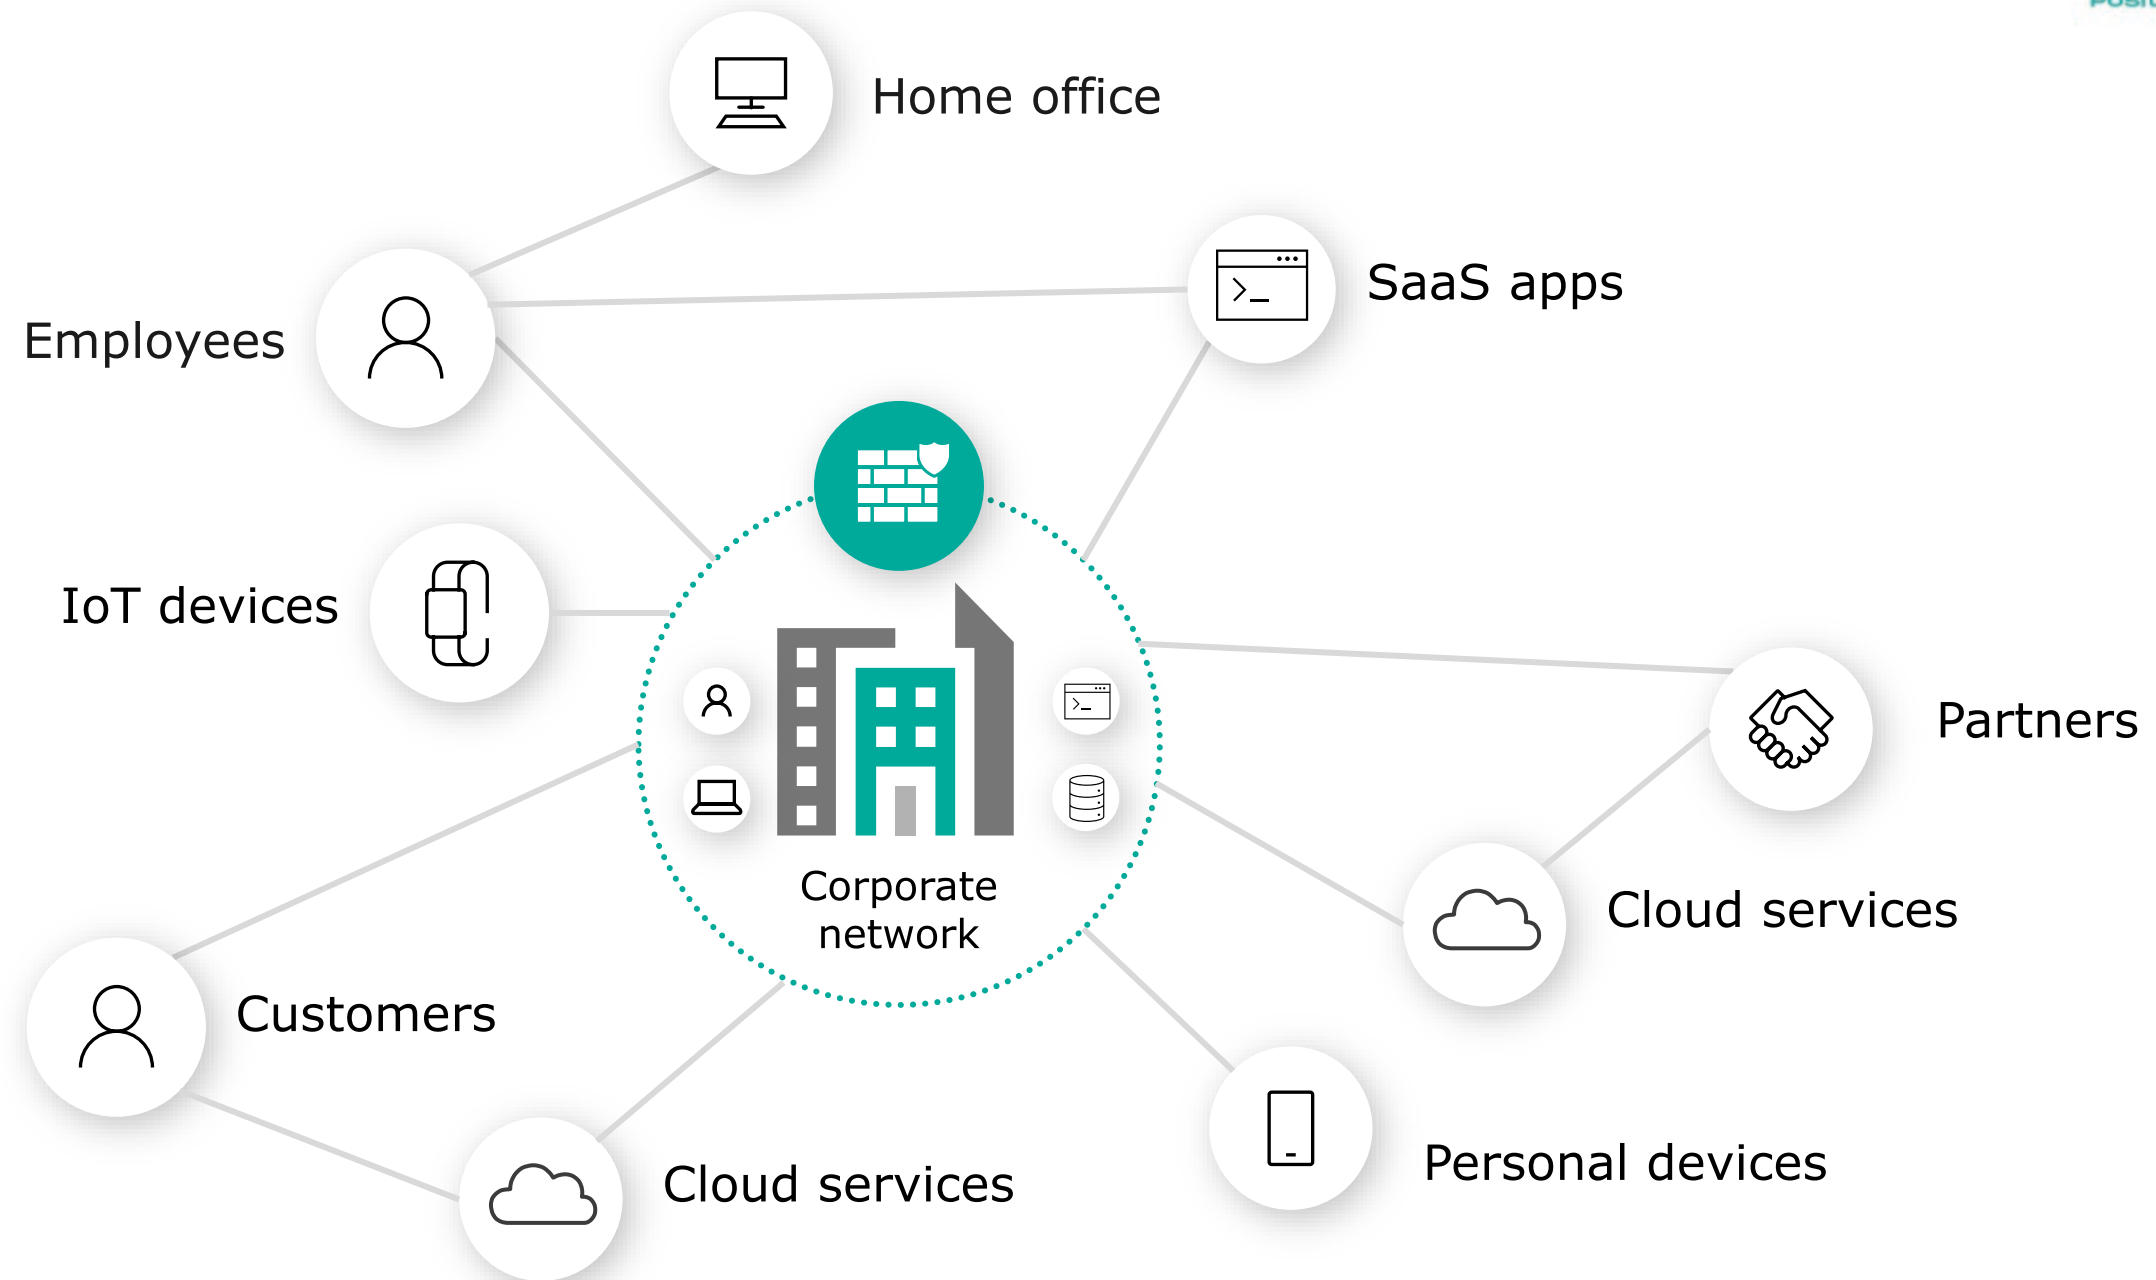 Home office
SaaS apps
Employees
IoT devices
Partners
Corporate
network
Cloud services
Customers
Personal devices
Cloud services